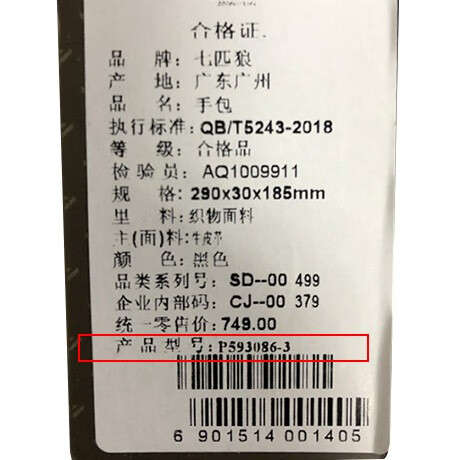 合格证
品 牌: 七匹狼
产 地: 广东广州
品 名: 手包
执行标准: QB/T5243-2018
等 级: 合格品
检验员: AQ1009911
规 格: 290x30x185mm
里 料: 织物面料
主(面)料: 牛皮革
颜 色: 黑色
品类系列号: SD--00 499
企业内部码: CJ--00 379
统一零售价: 749.00
产品型号: P593086-3
6 901514 001405